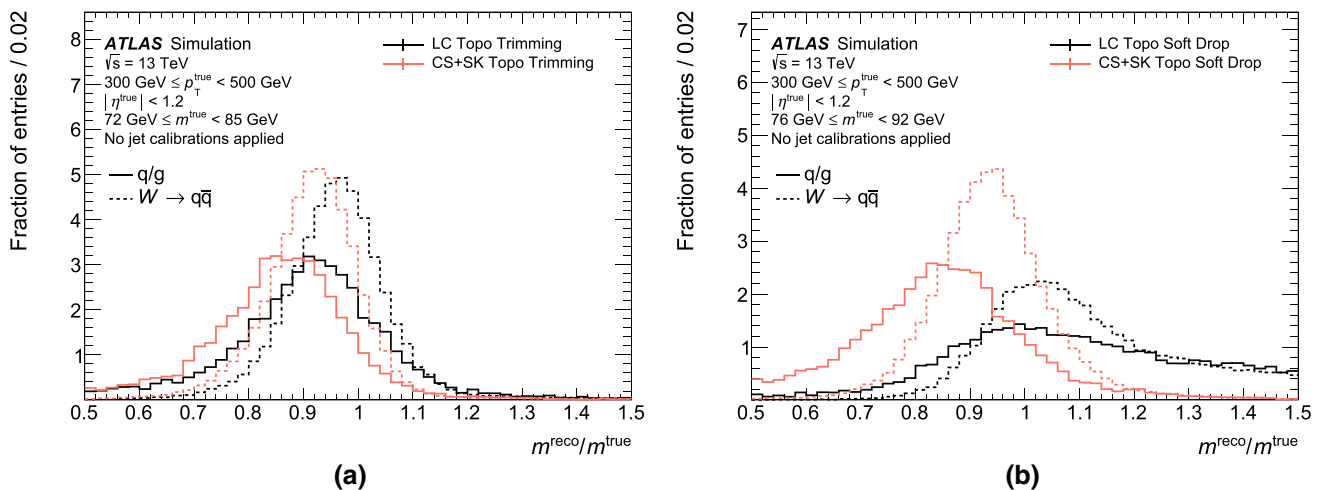 Fraction of entries / 0.02
8
7
6
5
4
3
2
1
ATLAS Simulation
√s = 13 TeV
300 GeV ≤ p_T^true < 500 GeV
|η^true| < 1.2
72 GeV ≤ m^true < 85 GeV
No jet calibrations applied
q/g
W → qq̅
LC Topo Trimming
CS+SK Topo Trimming
0.5 0.6 0.7 0.8 0.9 1 1.1 1.2 1.3 1.4 1.5
m^reco/m^true
(a)
Fraction of entries / 0.02
7
6
5
4
3
2
1
ATLAS Simulation
√s = 13 TeV
300 GeV ≤ p_T^true < 500 GeV
|η^true| < 1.2
76 GeV ≤ m^true < 92 GeV
No jet calibrations applied
q/g
W → qq̅
LC Topo Soft Drop
CS+SK Topo Soft Drop
0.5 0.6 0.7 0.8 0.9 1 1.1 1.2 1.3 1.4 1.5
m^reco/m^true
(b)